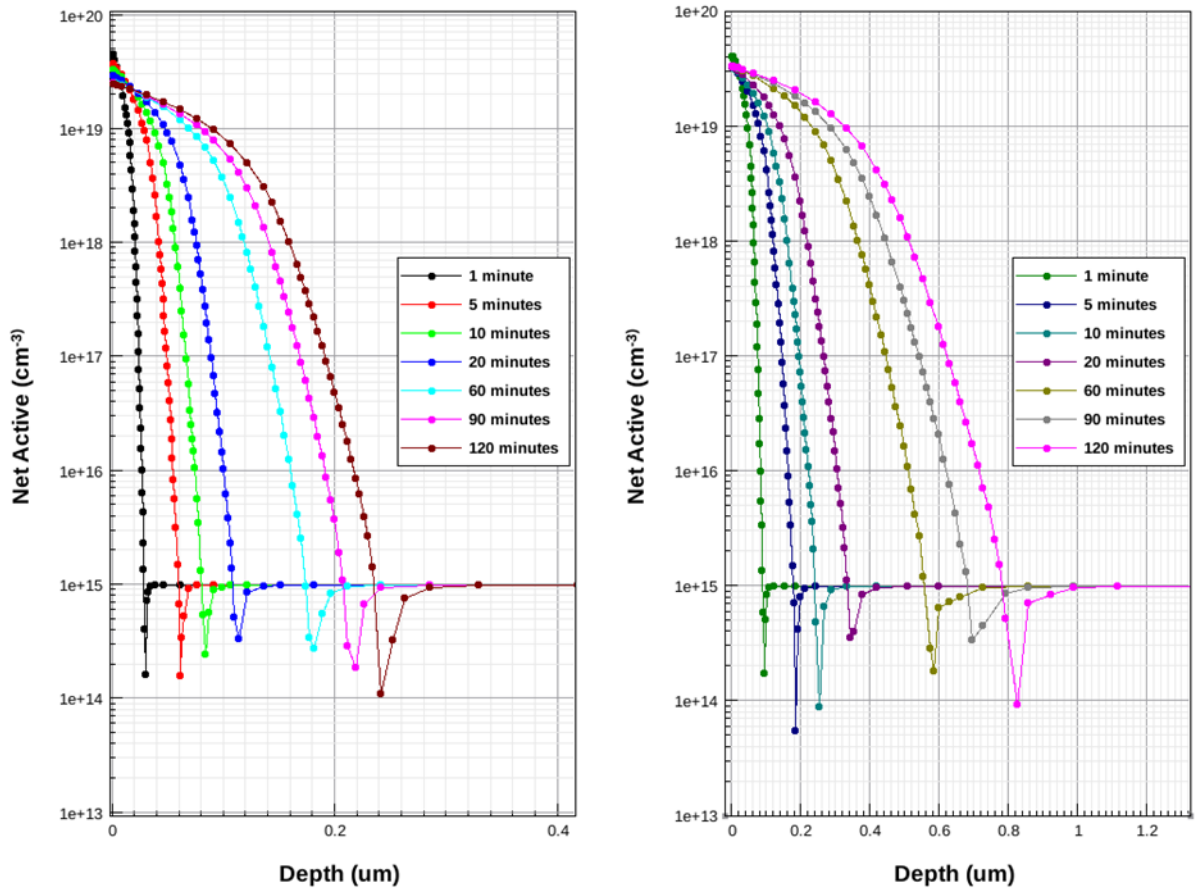 1e+20
1e+19
1e+18
1e+17
1e+16
1e+15
1e+14
1e+13
Net Active (cm-3)
0
0.2
0.4
Depth (um)
1 minute
5 minutes
10 minutes
20 minutes
60 minutes
90 minutes
120 minutes
1e+20
1e+19
1e+18
1e+17
1e+16
1e+15
1e+14
1e+13
Net Active (cm-3)
0
0.2
0.4
0.6
0.8
1
1.2
Depth (um)
1 minute
5 minutes
10 minutes
20 minutes
60 minutes
90 minutes
120 minutes